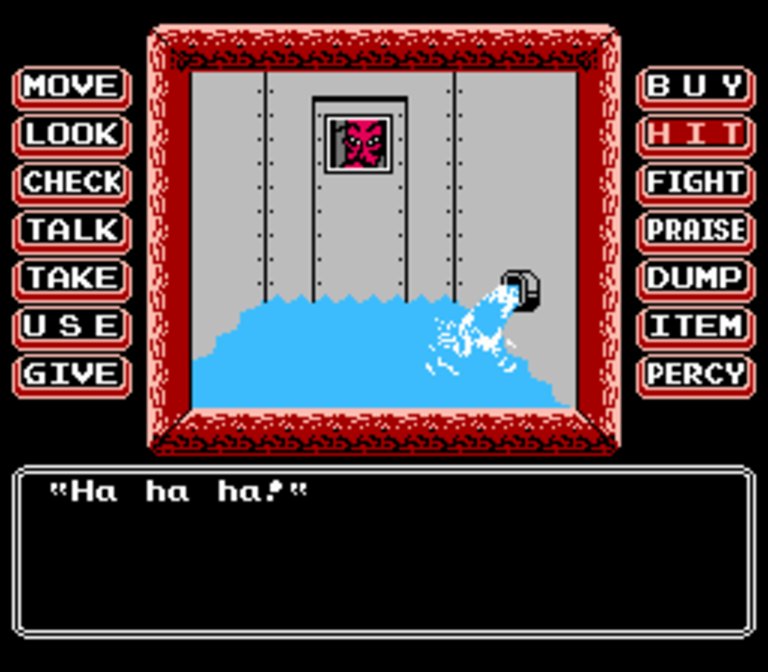 MOVE
LOOK
CHECK
TALK
TAKE
USE
GIVE
BUY
HIT
FIGHT
PRAISE
DUMP
ITEM
PERCY
"Ha ha ha!"